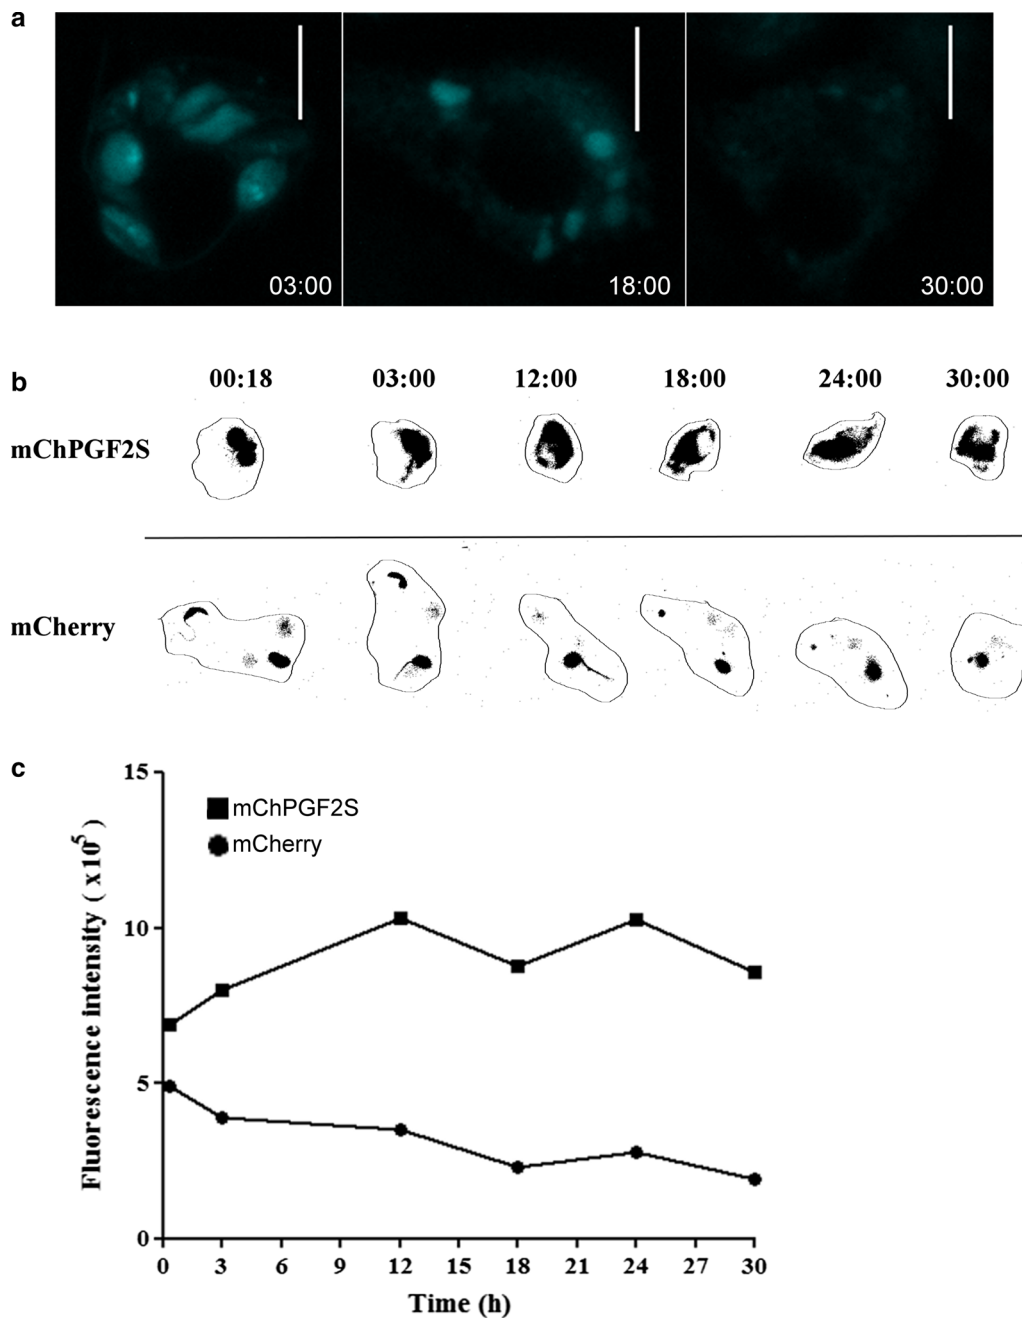 a
03:00 18:00 30:00
b
00:18 03:00 12:00 18:00 24:00 30:00
mChPGF2S
mCherry
c
15
10
5
0
Fluorescence intensity ( x10⁵ )
mChPGF2S
mCherry
0 3 6 9 12 15 18 21 24 27 30
Time (h)